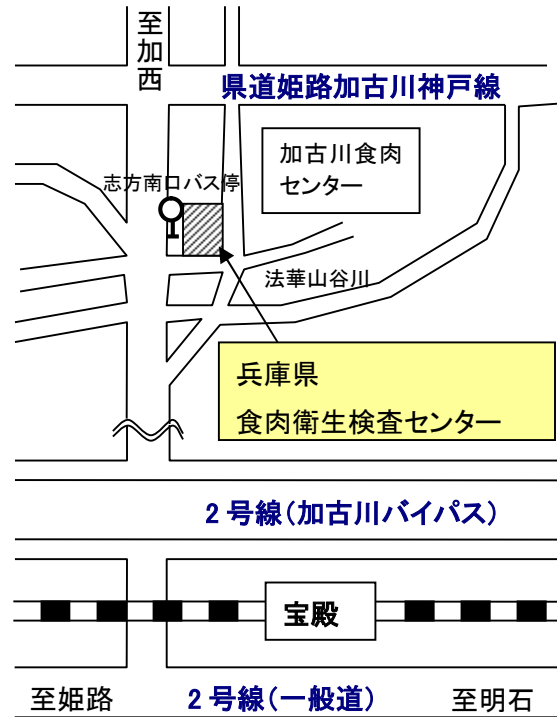 至加西
県道姫路加古川神戸線
加古川食肉
センター
志方南口バス停
法華山谷川
兵庫県
食肉衛生検査センター
2号線(加古川バイパス)
宝殿
至姫路
2号線(一般道)
至明石